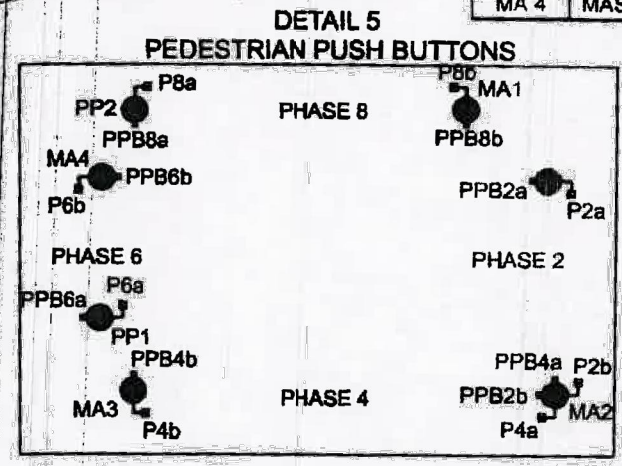 MA 4 MAS
DETAIL 5
PEDESTRIAN PUSH BUTTONS
P8a
PP2
PPB8a
PHASE 8
P8b
MA1
PPB8b
MA4
PPB6b
P6b
PPB2a
P2a
PHASE 6
PHASE 2
PPB6a
P6a
PP1
PPB4b
MA3
P4b
PHASE 4
PPB4a
P2b
PPB2b
MA2
P4a